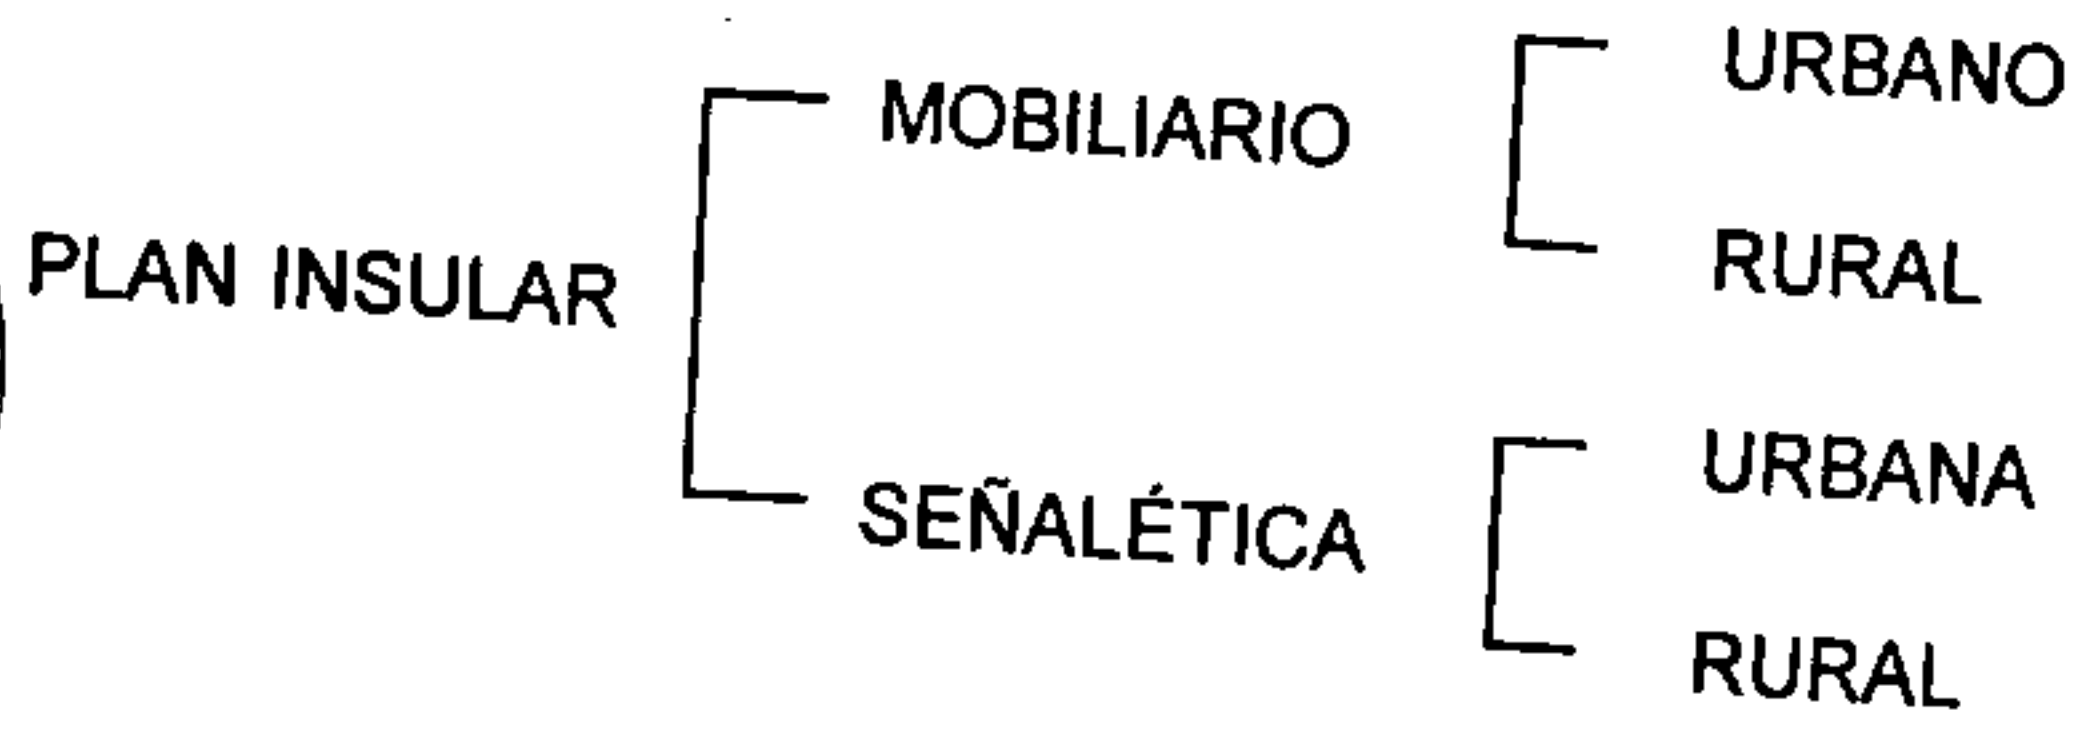 PLAN INSULAR
MOBILIARIO
URBANO
RURAL
SEÑALÉTICA
URBANA
RURAL